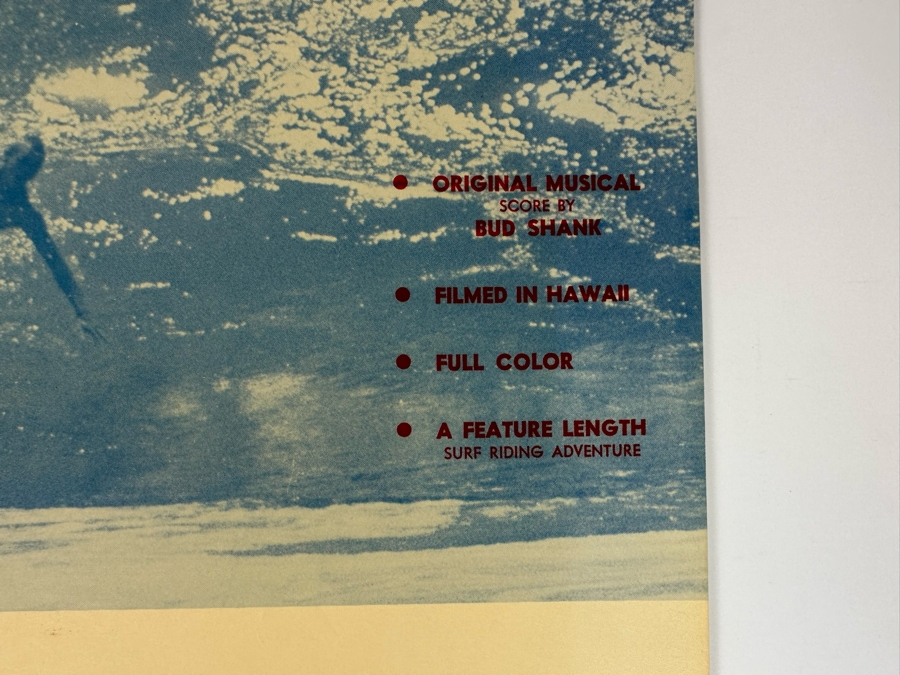 • ORIGINAL MUSICAL
SCORE BY
BUD SHANK
• FILMED IN HAWAII
• FULL COLOR
• A FEATURE LENGTH
SURF RIDING ADVENTURE